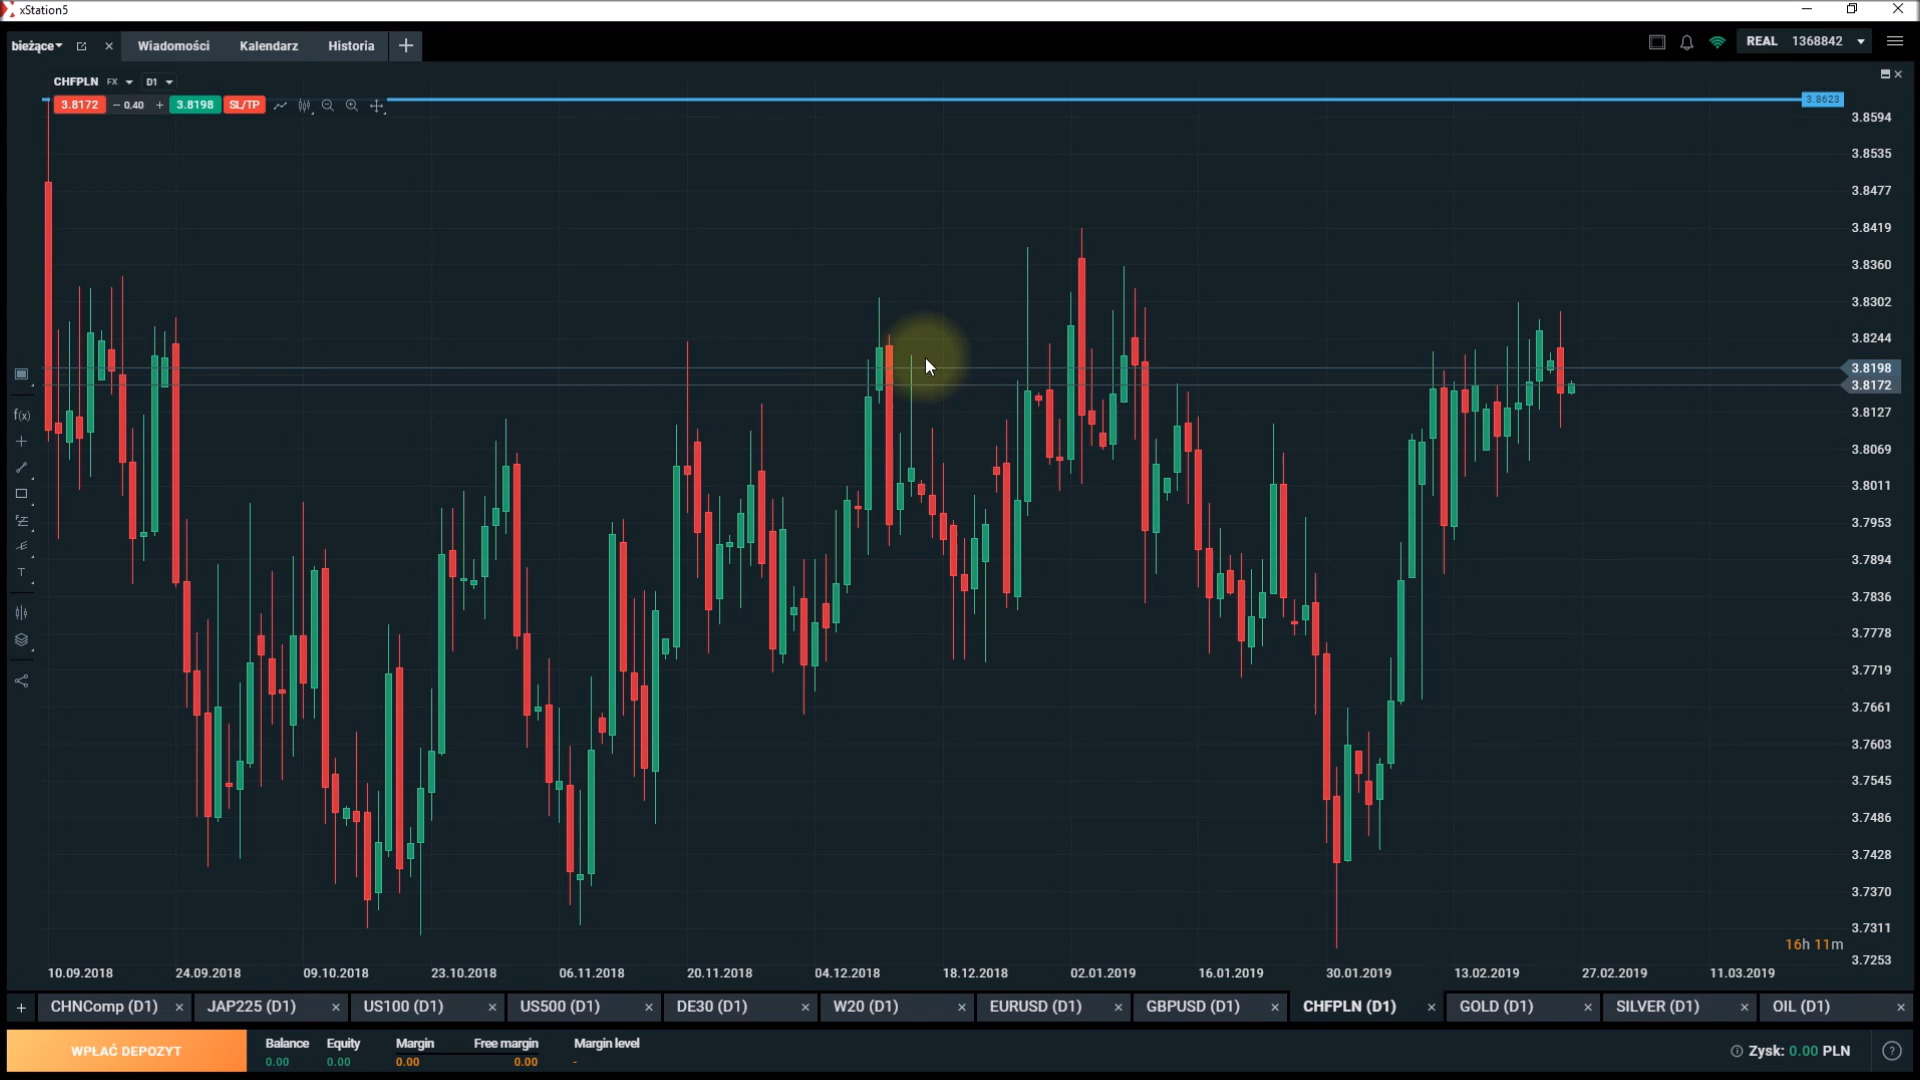 xStation5
bieżące Wiadomości Kalendarz Historia REAL 1368842
CHFPLN FX D1
3.8172 − 0.40 + 3.8198 SL/TP
3.8623
3.8594
3.8535
3.8477
3.8419
3.8360
3.8302
3.8244
3.8198
3.8172
3.8127
3.8069
3.8011
3.7953
3.7894
3.7836
3.7778
3.7719
3.7661
3.7603
3.7545
3.7486
3.7428
3.7370
3.7311
3.7253
f(x)
T
16h 11m
10.09.2018 24.09.2018 09.10.2018 23.10.2018 06.11.2018 20.11.2018 04.12.2018 18.12.2018 02.01.2019 16.01.2019 30.01.2019 13.02.2019 27.02.2019 11.03.2019
+ CHNComp (D1) × JAP225 (D1) × US100 (D1) × US500 (D1) × DE30 (D1) × W20 (D1) × EURUSD (D1) × GBPUSD (D1) × CHFPLN (D1) × GOLD (D1) × SILVER (D1) × OIL (D1) ×
WPŁAĆ DEPOZYT
Balance Equity Margin Free margin Margin level
0.00 0.00 0.00 0.00 -
Zysk: 0.00 PLN